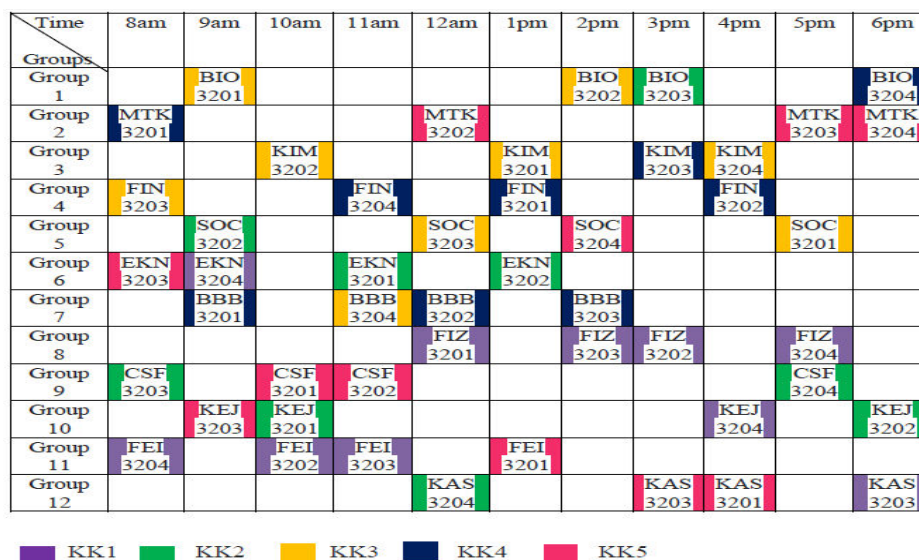 Time 8am 9am 10am 11am 12am 1pm 2pm 3pm 4pm 5pm 6pm
Groups
Group BIO BIO BIO BIO
1 3201 3202 3203 3204
Group MTK MTK MTK MTK
2 3201 3202 3203 3204
Group KIM KIM KIM KIM
3 3202 3201 3203 3204
Group FIN FIN FIN FIN
4 3203 3204 3201 3202
Group SOC SOC SOC SOC
5 3202 3203 3204 3201
Group EKN EKN EKN EKN
6 3203 3204 3201 3202
Group BBB BBB BBB BBB
7 3201 3204 3202 3203
Group FIZ FIZ FIZ FIZ
8 3201 3203 3202 3204
Group CSF CSF CSF CSF
9 3203 3201 3202 3204
Group KEJ KEJ KEJ KEJ
10 3203 3201 3204 3202
Group FEI FEI FEI FEI
11 3204 3202 3203 3201
Group KAS KAS KAS KAS
12 3204 3203 3201 3203
KK1 KK2 KK3 KK4 KK5